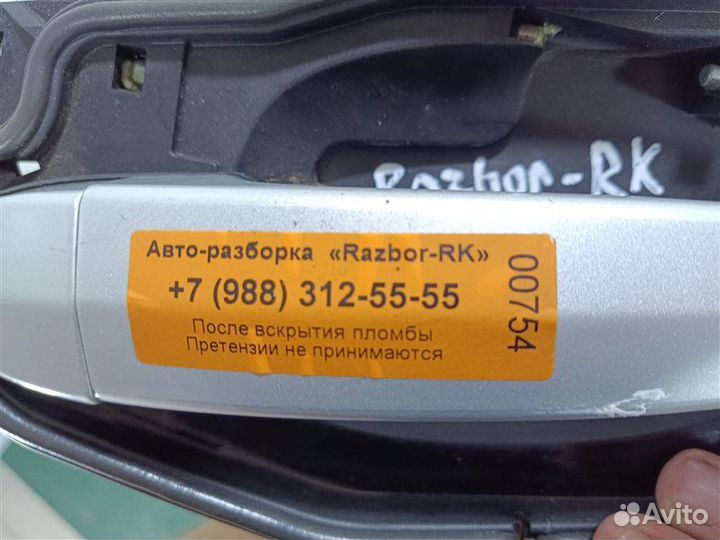 Razbor-RK
Авто-разборка «Razbor-RK»
+7 (988) 312-55-55
После вскрытия пломбы
Претензии не принимаются
00754
Avito